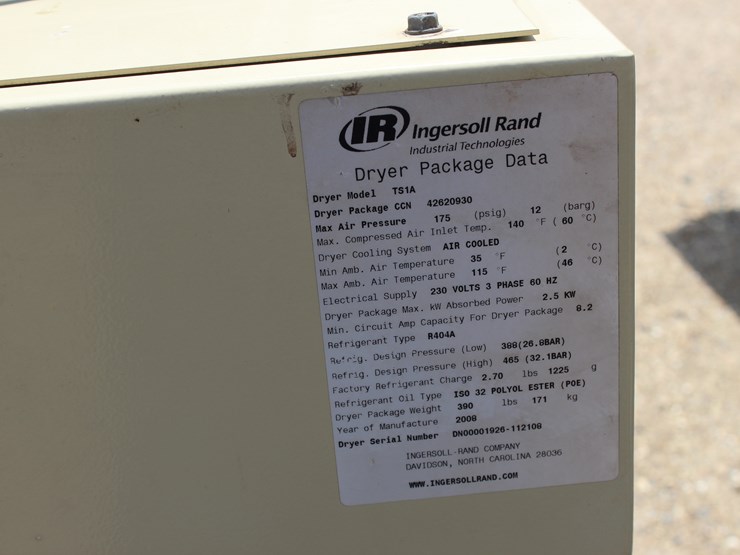 IR Ingersoll Rand
Industrial Technologies
Dryer Package Data
Dryer Model TS1A
Dryer Package CCN 42620930
Max Air Pressure 175 (psig) 12 (barg)
Max. Compressed Air Inlet Temp. 140 °F ( 60 °C)
Dryer Cooling System AIR COOLED
Min Amb. Air Temperature 35 °F (2 °C)
Max Amb. Air Temperature 115 °F (46 °C)
Electrical Supply 230 VOLTS 3 PHASE 60 HZ
Dryer Package Max. kW Absorbed Power 2.5 KW
Min. Circuit Amp Capacity For Dryer Package 8.2
Refrigerant Type R404A
Refrig. Design Pressure (Low) 388(26.8BAR)
Refrig. Design Pressure (High) 465 (32.1BAR)
Factory Refrigerant Charge 2.70 lbs 1225 g
Refrigerant Oil Type ISO 32 POLYOL ESTER (POE)
Dryer Package Weight 390 lbs 171 kg
Year of Manufacture 2008
Dryer Serial Number DN00001926-112108
INGERSOLL-RAND COMPANY
DAVIDSON, NORTH CAROLINA 28036
WWW.INGERSOLLRAND.COM